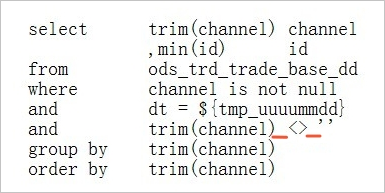 select trim(channel) channel
,min(id) id
from ods_trd_trade_base_dd
where channel is not null
and dt = ${tmp_uuuummdd}
and trim(channel) <> ''
group by trim(channel)
order by trim(channel)